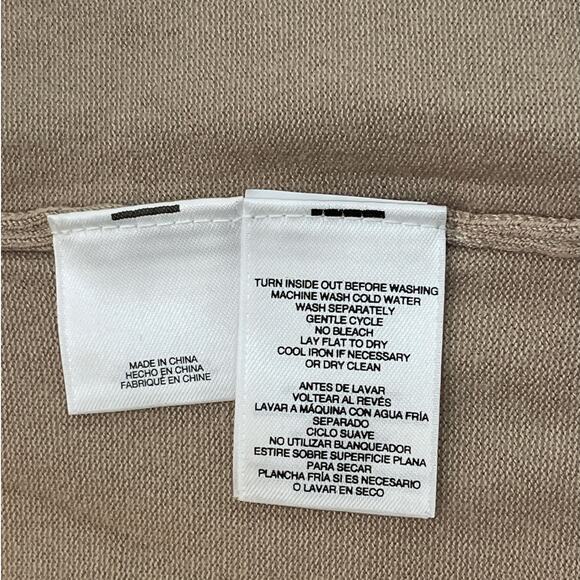 MADE IN CHINA
HECHO EN CHINA
FABRIQUÉ EN CHINE
TURN INSIDE OUT BEFORE WASHING
MACHINE WASH COLD WATER
WASH SEPARATELY
GENTLE CYCLE
NO BLEACH
LAY FLAT TO DRY
COOL IRON IF NECESSARY
OR DRY CLEAN
ANTES DE LAVAR
VOLTEAR AL REVÉS
LAVAR A MÁQUINA CON AGUA FRÍA
SEPARADO
CICLO SUAVE
NO UTILIZAR BLANQUEADOR
ESTIRE SOBRE SUPERFICIE PLANA
PARA SECAR
PLANCHA FRÍA SI ES NECESARIO
O LAVAR EN SECO